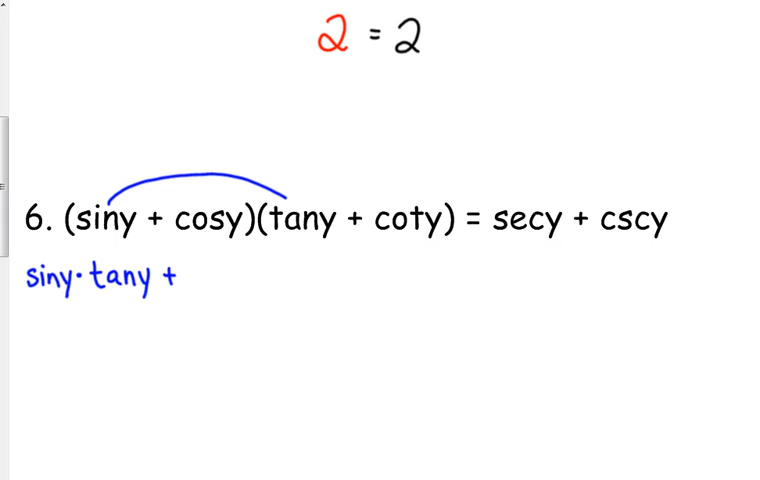 2 = 2
6. (siny + cosy)(tany + coty) = secy + cscy
siny · tany +